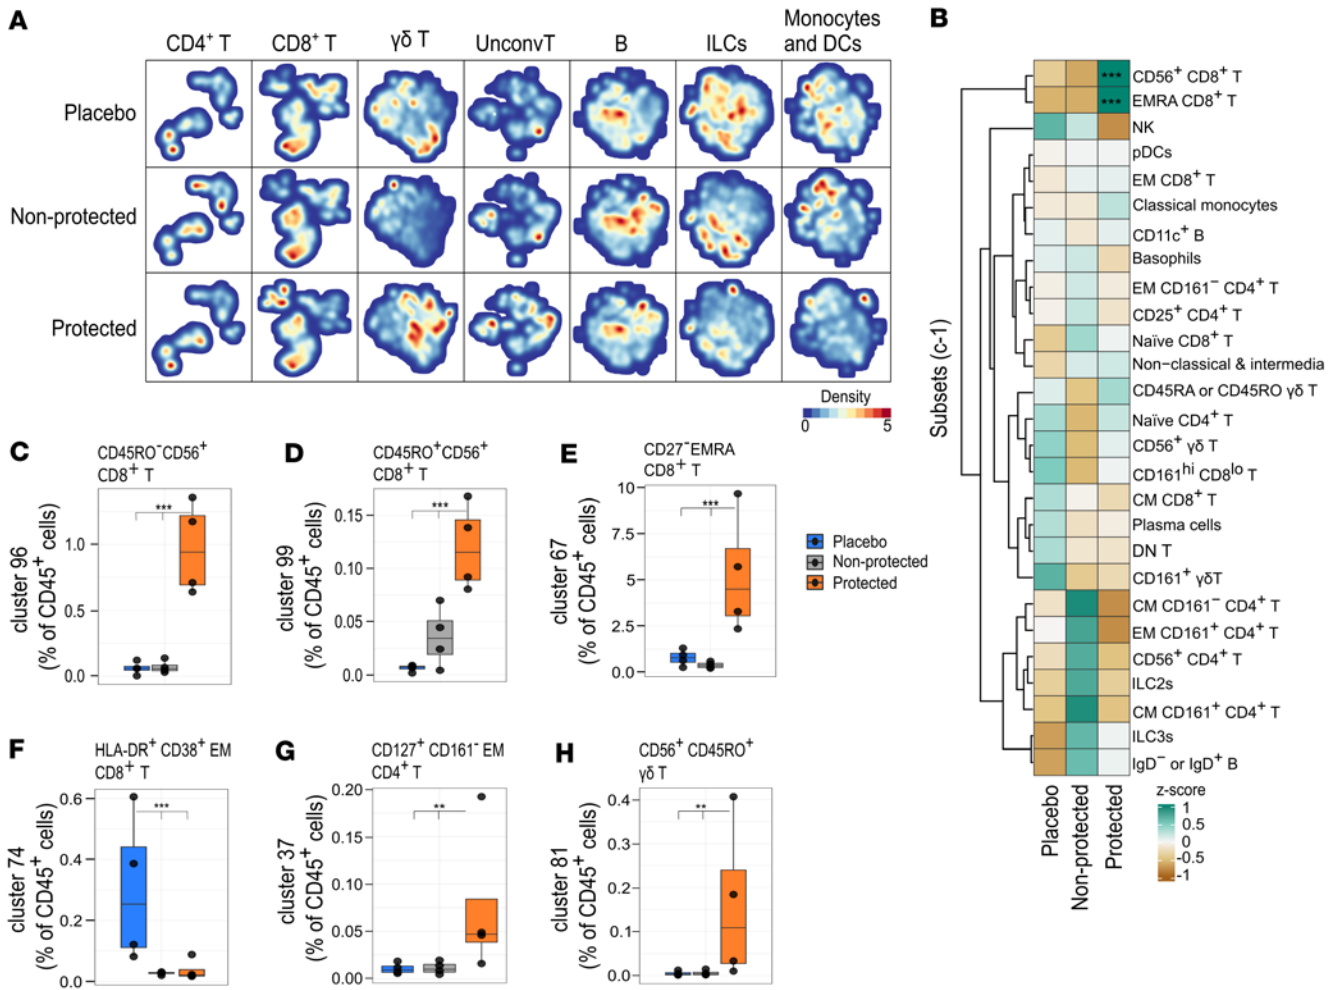 A
CD4⁺ T
CD8⁺ T
γδ T
UnconvT
B
ILCs
Monocytes
and DCs
Placebo
Non-protected
Protected
Density
0
5
B
Subsets (c-1)
CD56⁺ CD8⁺ T
***
EMRA CD8⁺ T
***
NK
pDCs
EM CD8⁺ T
Classical monocytes
CD11c⁺ B
Basophils
EM CD161⁻ CD4⁺ T
CD25⁺ CD4⁺ T
Naïve CD8⁺ T
Non−classical & intermedia
CD45RA or CD45RO γδ T
Naïve CD4⁺ T
CD56⁺ γδ T
CD161ʰⁱ CD8ˡᵒ T
CM CD8⁺ T
Plasma cells
DN T
CD161⁺ γδT
CM CD161⁻ CD4⁺ T
EM CD161⁺ CD4⁺ T
CD56⁺ CD4⁺ T
ILC2s
CM CD161⁺ CD4⁺ T
ILC3s
IgD⁻ or IgD⁺ B
Placebo
Non-protected
Protected
z-score
1
0.5
0
-0.5
-1
C
CD45RO⁻CD56⁺
CD8⁺ T
cluster 96
(% of CD45⁺ cells)
1.0
0.5
0.0
***
D
CD45RO⁺CD56⁺
CD8⁺ T
cluster 99
(% of CD45⁺ cells)
0.15
0.10
0.05
0.00
***
E
CD27⁻EMRA
CD8⁺ T
cluster 67
(% of CD45⁺ cells)
10
7.5
5
2.5
0.0
***
Placebo
Non-protected
Protected
F
HLA-DR⁺ CD38⁺ EM
CD8⁺ T
cluster 74
(% of CD45⁺ cells)
0.6
0.4
0.2
0.0
***
G
CD127⁺ CD161⁻ EM
CD4⁺ T
cluster 37
(% of CD45⁺ cells)
0.20
0.15
0.10
0.05
0.00
**
H
CD56⁺ CD45RO⁺
γδ T
cluster 81
(% of CD45⁺ cells)
0.4
0.3
0.2
0.1
0.0
**